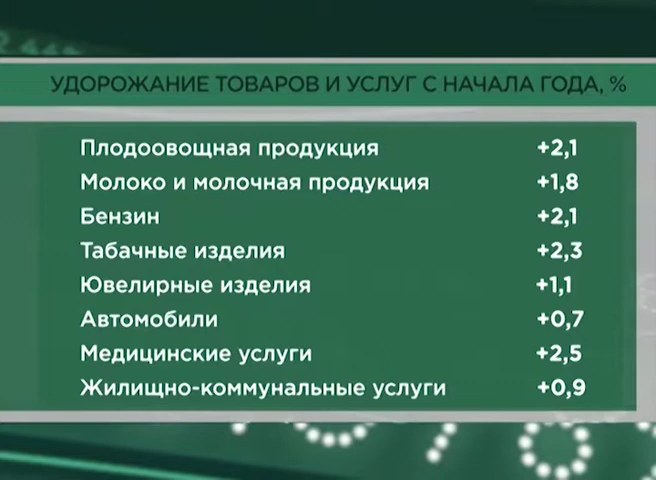 УДОРОЖАНИЕ ТОВАРОВ И УСЛУГ С НАЧАЛА ГОДА, %
Плодоовощная продукция +2,1
Молоко и молочная продукция +1,8
Бензин +2,1
Табачные изделия +2,3
Ювелирные изделия +1,1
Автомобили +0,7
Медицинские услуги +2,5
Жилищно-коммунальные услуги +0,9